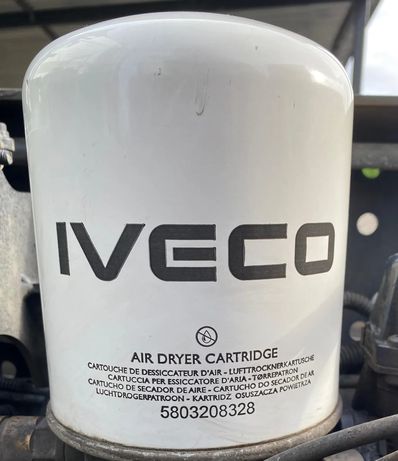 IVECO
AIR DRYER CARTRIDGE
CARTOUCHE DE DESSICCATEUR D'AIR - LUFTTROCKNERKARTUSCHE
CARTUCCIA PER ESSICCATORE D'ARIA - TØRREPATRON
CARTUCHO DE SECADOR DE AIRE - CARTUCHO DO SECADOR DE AR
LUCHTDROGERPATROON - KARTRIDŻ OSUSZACZA POWIETRZA
5803208328